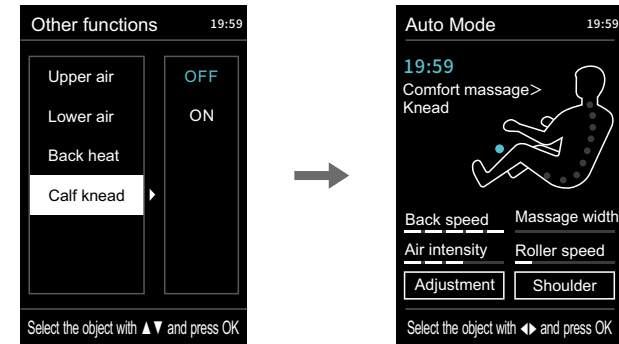 Other functions 19:59
Upper air OFF
Lower air ON
Back heat
Calf knead
Select the object with ▲▼ and press OK
Auto Mode 19:59
19:59
Comfort massage>
Knead
Back speed Massage width
Air intensity Roller speed
Adjustment Shoulder
Select the object with ◀▶ and press OK